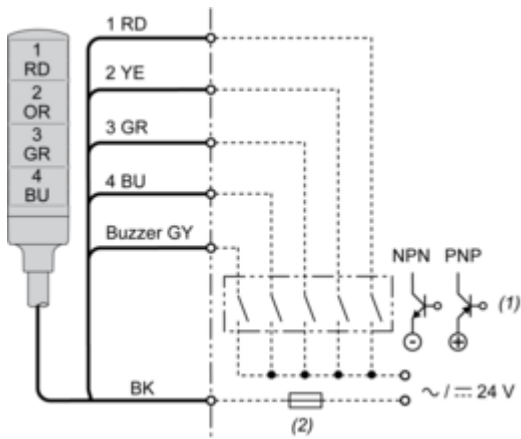 1 RD
1
RD
2 YE
2
OR
3 GR
3
GR
4 BU
4
BU
Buzzer GY
NPN PNP
(1)
BK
(2)
~ / ⎓ 24 V